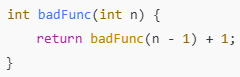 int badFunc(int n) {
    return badFunc(n - 1) + 1;
}